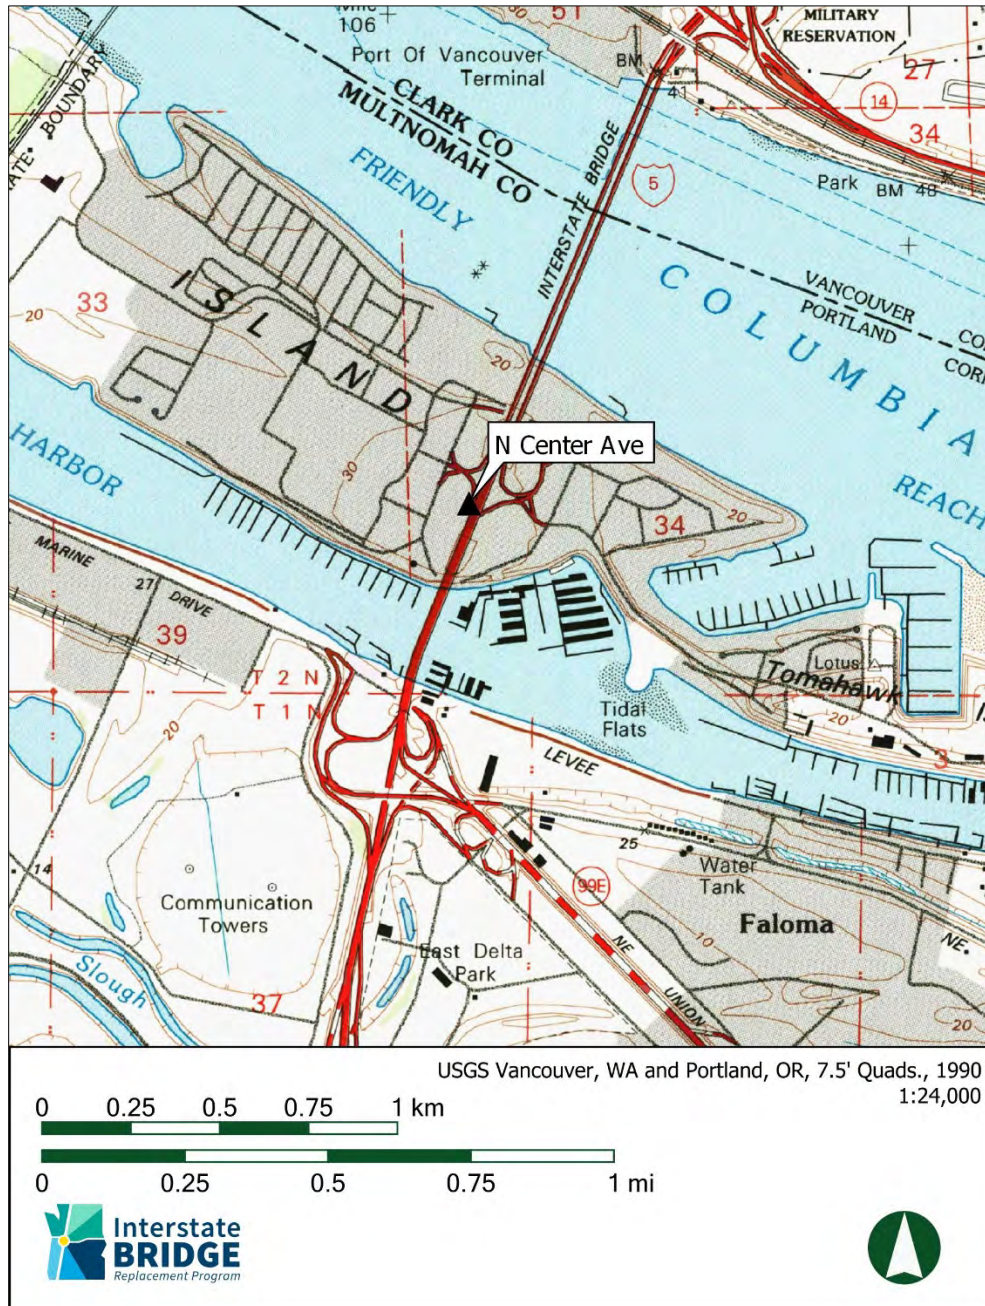 51
MILITARY
RESERVATION
106
Port Of Vancouver
Terminal
BM
41
27
14
34
CLARK CO
MULTNOMAH CO
BOUNDARY
FRIENDLY
INTERSTATE BRIDGE
5
Park
BM 48
VANCOUVER
PORTLAND
COLUMBIA
REACH
33
20
ISLAND
20
30
N Center Ave
HARBOR
34
20
MARINE
DRIVE
27
39
T 2 N
T 1 N
20
Lotus
Tomahawk
20
Tidal
Flats
LEVEE
3
14
Communication
Towers
25
Water
Tank
99E
Faloma
10
NE
East Delta
Park
NE
UNION
Slough
37
20
USGS Vancouver, WA and Portland, OR, 7.5' Quads., 1990
1:24,000
0 0.25 0.5 0.75 1 km
0 0.25 0.5 0.75 1 mi
Interstate
BRIDGE
Replacement Program